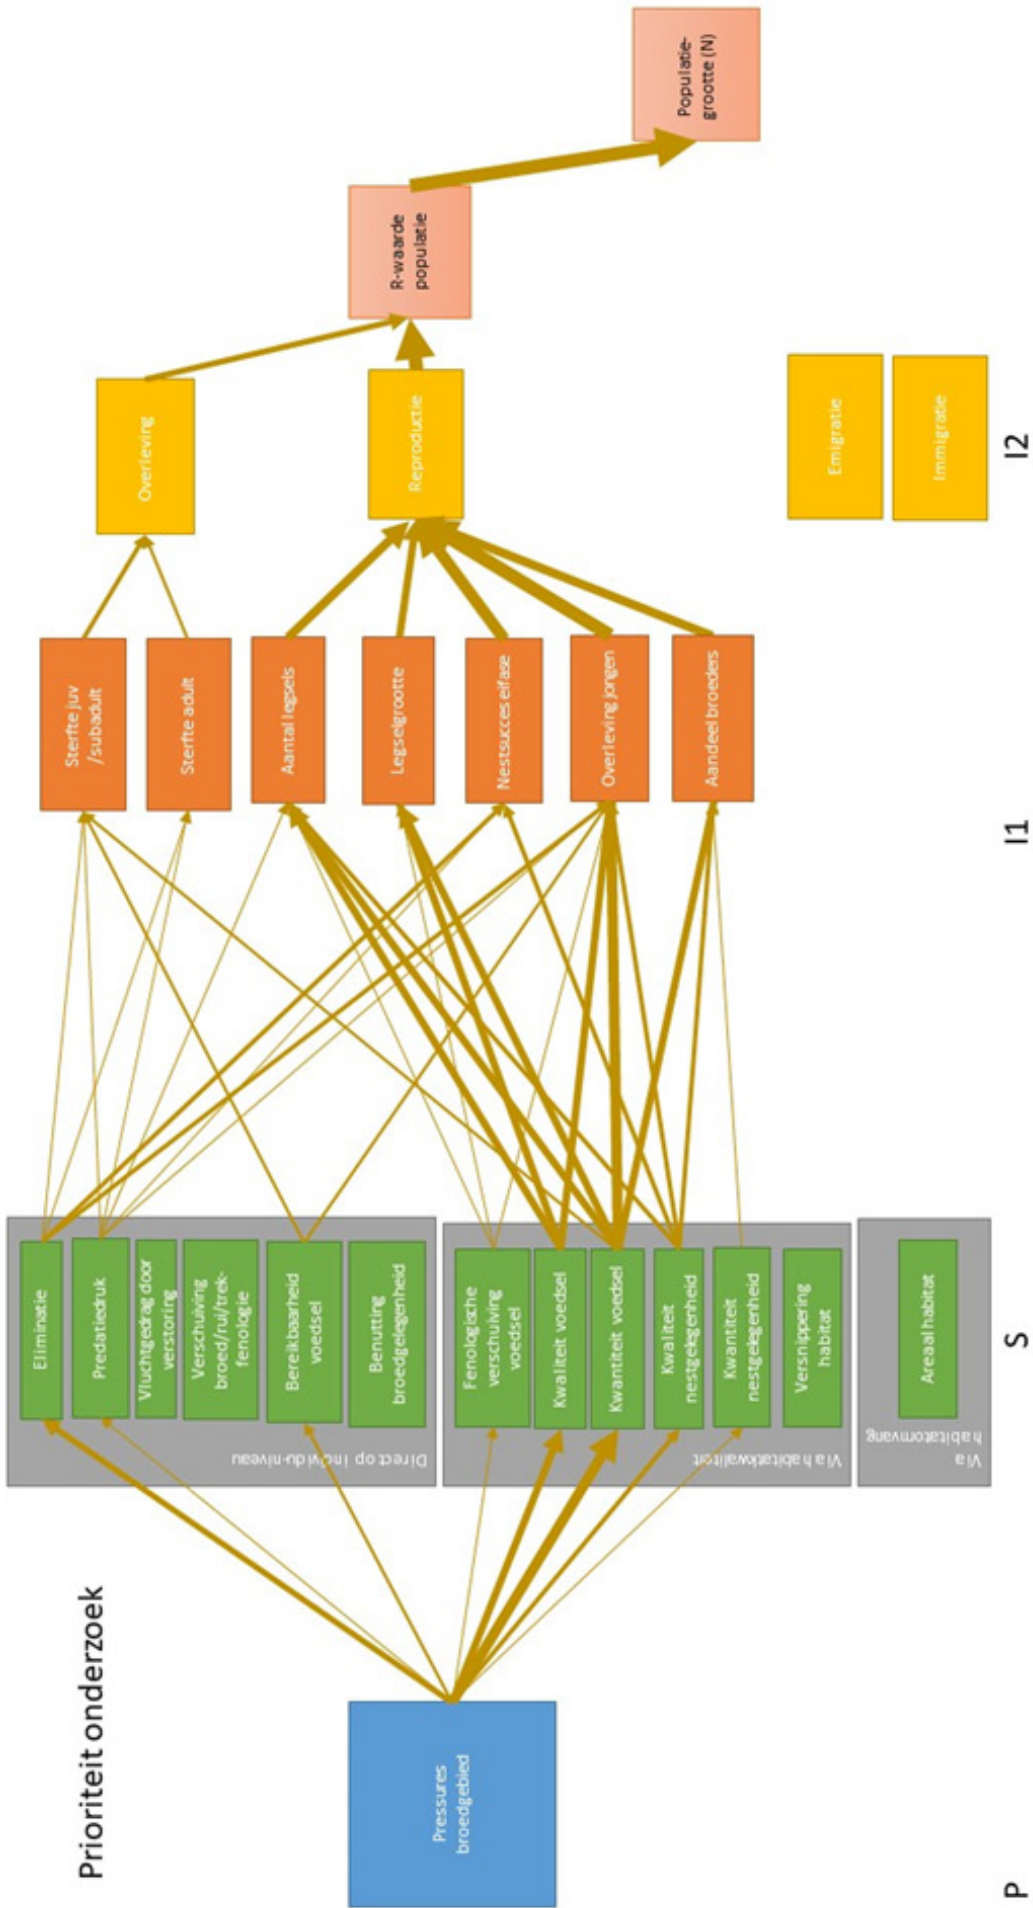 Prioriteit onderzoek
Pressures
broedgebied
Direct op individu-niveau
Eliminatie
Predatiedruk
Vluchtgedrag door
verstoring
Verschuiving
broed/rui/trek-
fenologie
Bereikbaarheid
voedsel
Benutting
broedgelegenheid
Via habitatkwaliteit
Fenologische
verschuiving
voedsel
Kwaliteit voedsel
Kwantiteit voedsel
Kwaliteit
nestgelegenheid
Kwantiteit
nestgelegenheid
Versnippering
habitat
Via
habitatomvang
Areaal habitat
Sterfte juv
/subadult
Sterfte adult
Aantal legsels
Legselgrootte
Nestsucces eifase
Overleving jongen
Aandeel broeders
Overleving
Reproductie
Emigratie
Immigratie
R-waarde
populatie
Populatie-
grootte (N)
P
S
I1
I2